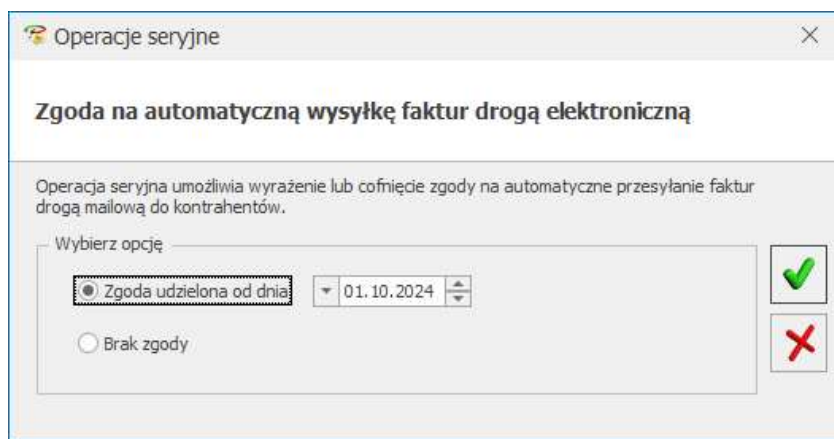 Operacje seryjne
Zgoda na automatyczną wysyłkę faktur drogą elektroniczną
Operacja seryjna umożliwia wyrażenie lub cofnięcie zgody na automatyczne przesyłanie faktur
drogą mailową do kontrahentów.
Wybierz opcję
Zgoda udzielona od dnia 01.10.2024
Brak zgody